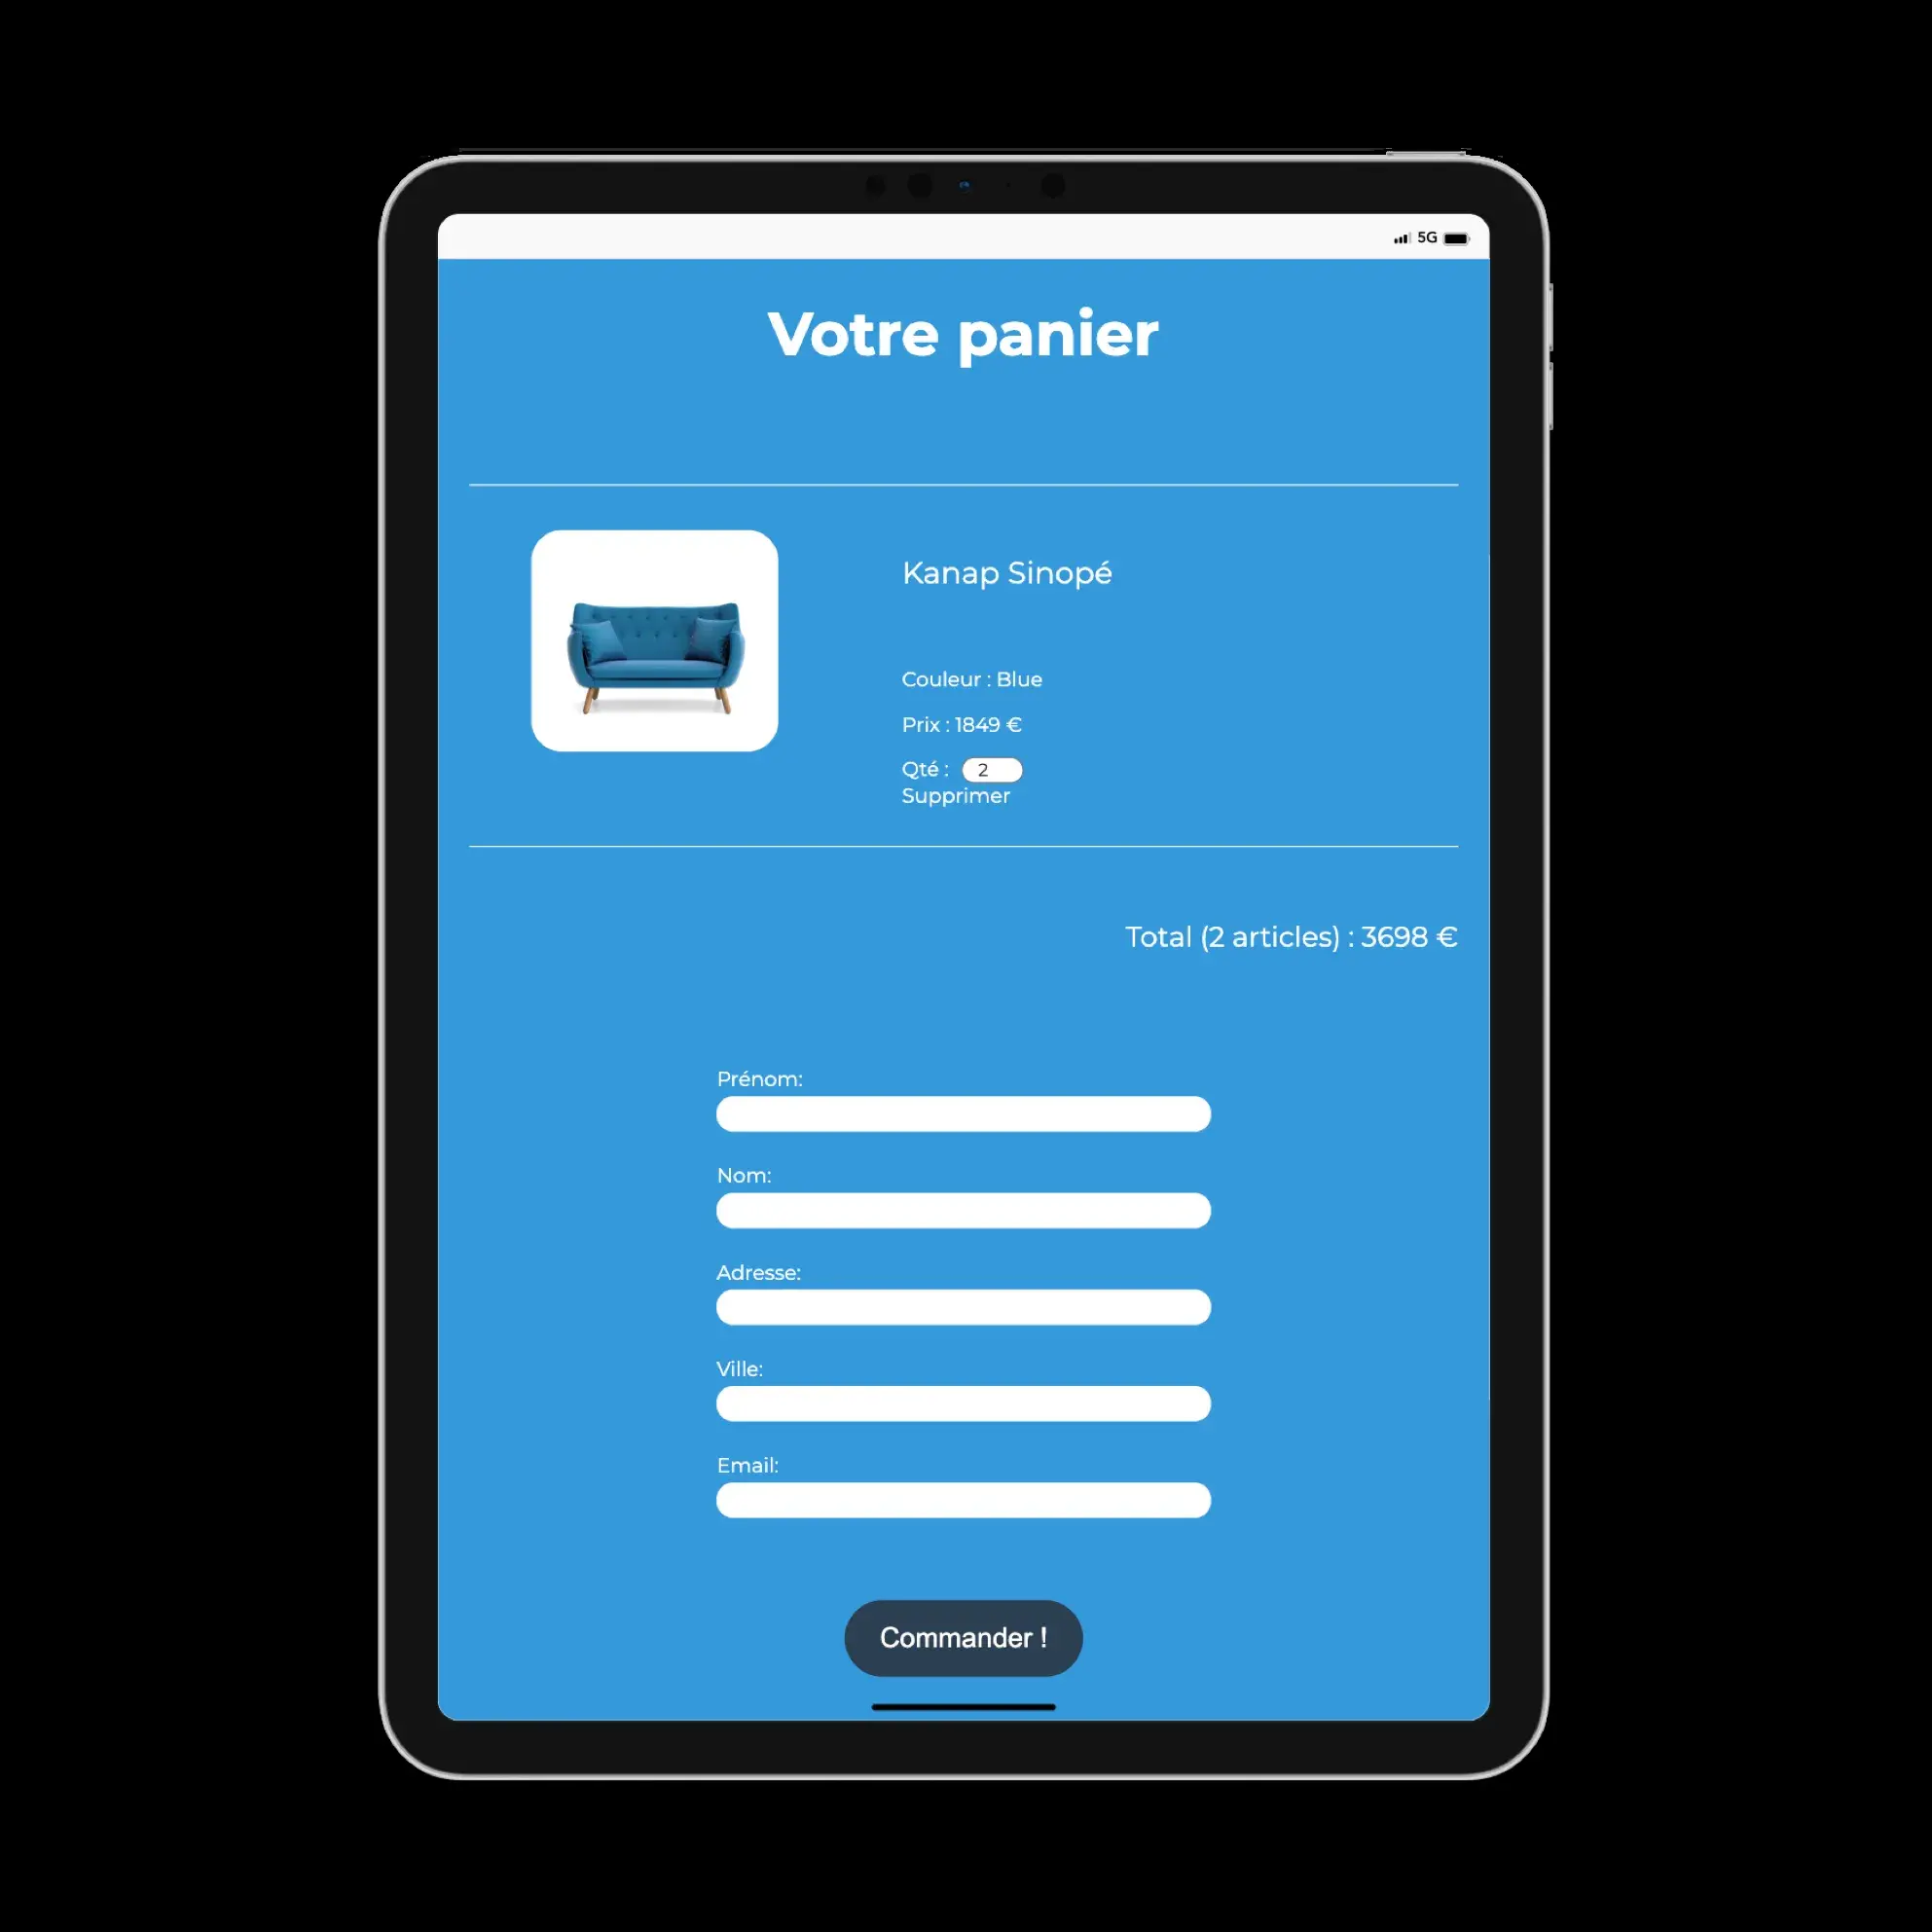 5G
Votre panier
Kanap Sinopé
Couleur : Blue
Prix : 1849 €
Qté : 2
Supprimer
Total (2 articles) : 3698 €
Prénom:
Nom:
Adresse:
Ville:
Email:
Commander !